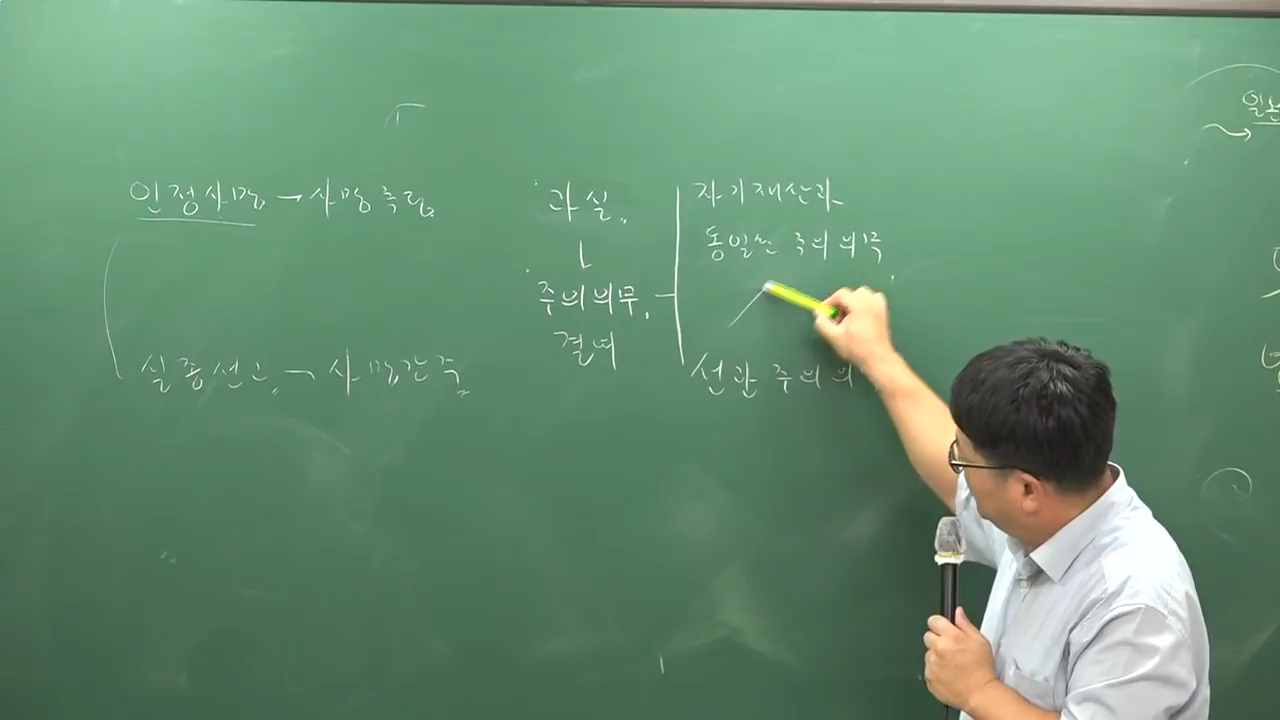 인정사망 → 사망추정
실종선고 → 사망간주
과실
주의의무
결여
자기재산과
동일한 주의의무
선관주의의
일본